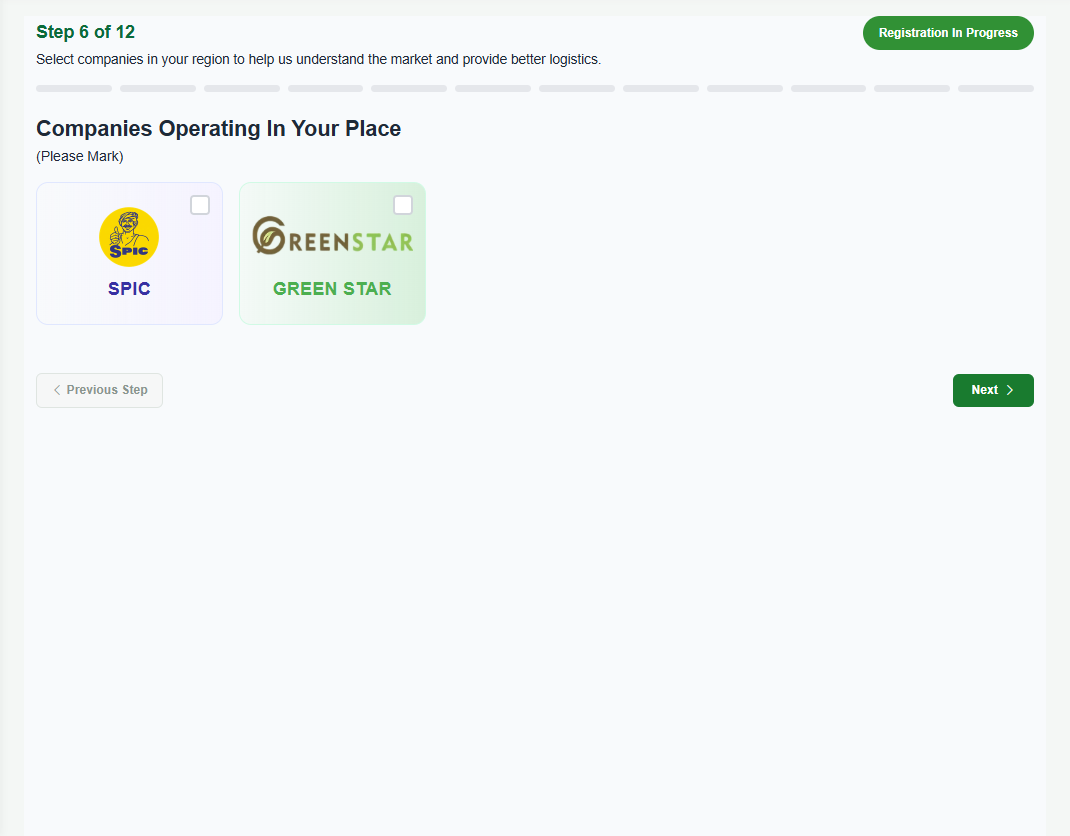 Step 6 of 12
Registration In Progress
Select companies in your region to help us understand the market and provide better logistics.
Companies Operating In Your Place
(Please Mark)
SPIC
GREENSTAR
SPIC
GREEN STAR
Previous Step
Next